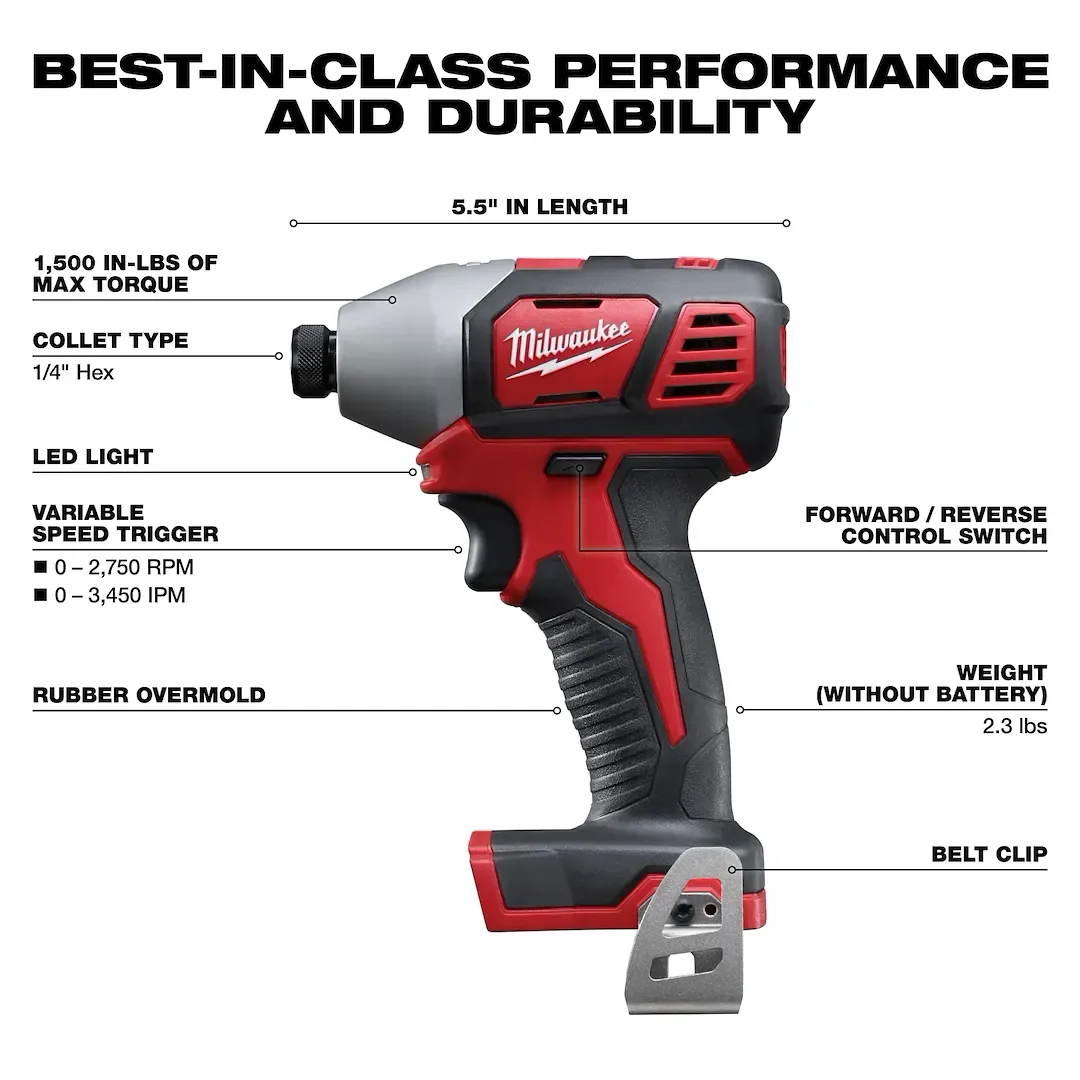 BEST-IN-CLASS PERFORMANCE
AND DURABILITY
5.5" IN LENGTH
1,500 IN-LBS OF
MAX TORQUE
COLLET TYPE
1/4" Hex
Milwaukee
LED LIGHT
VARIABLE
SPEED TRIGGER
■ 0 – 2,750 RPM
■ 0 – 3,450 IPM
FORWARD / REVERSE
CONTROL SWITCH
RUBBER OVERMOLD
WEIGHT
(WITHOUT BATTERY)
2.3 lbs
BELT CLIP